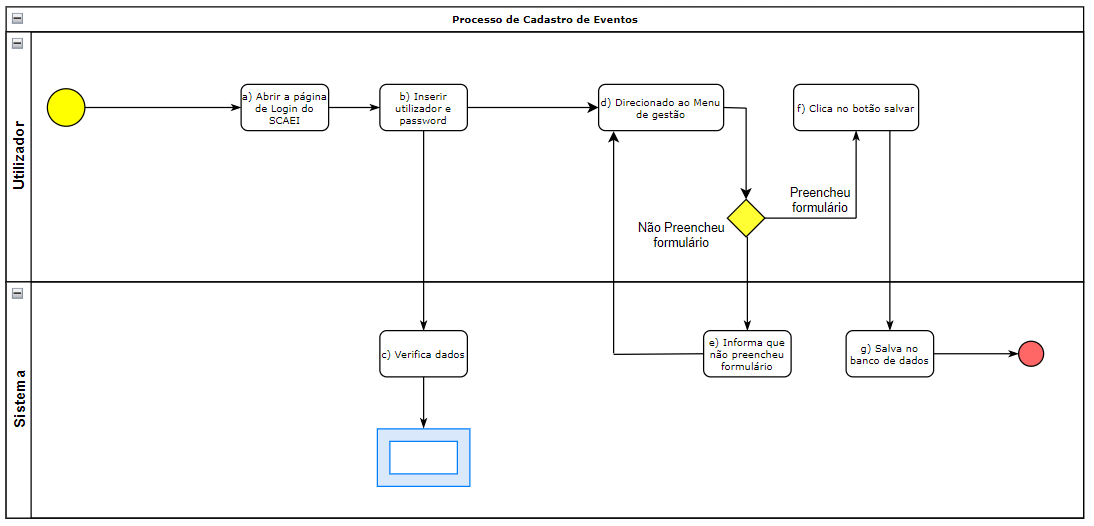 Processo de Cadastro de Eventos
Utilizador
a) Abrir a página
de Login do
SCAEI
b) Inserir
utilizador e
password
d) Direcionado ao Menu
de gestão
f) Clica no botão salvar
Preencheu
formulário
Não Preencheu
formulário
Sistema
c) Verifica dados
e) Informa que
não preencheu
formulário
g) Salva no
banco de dados